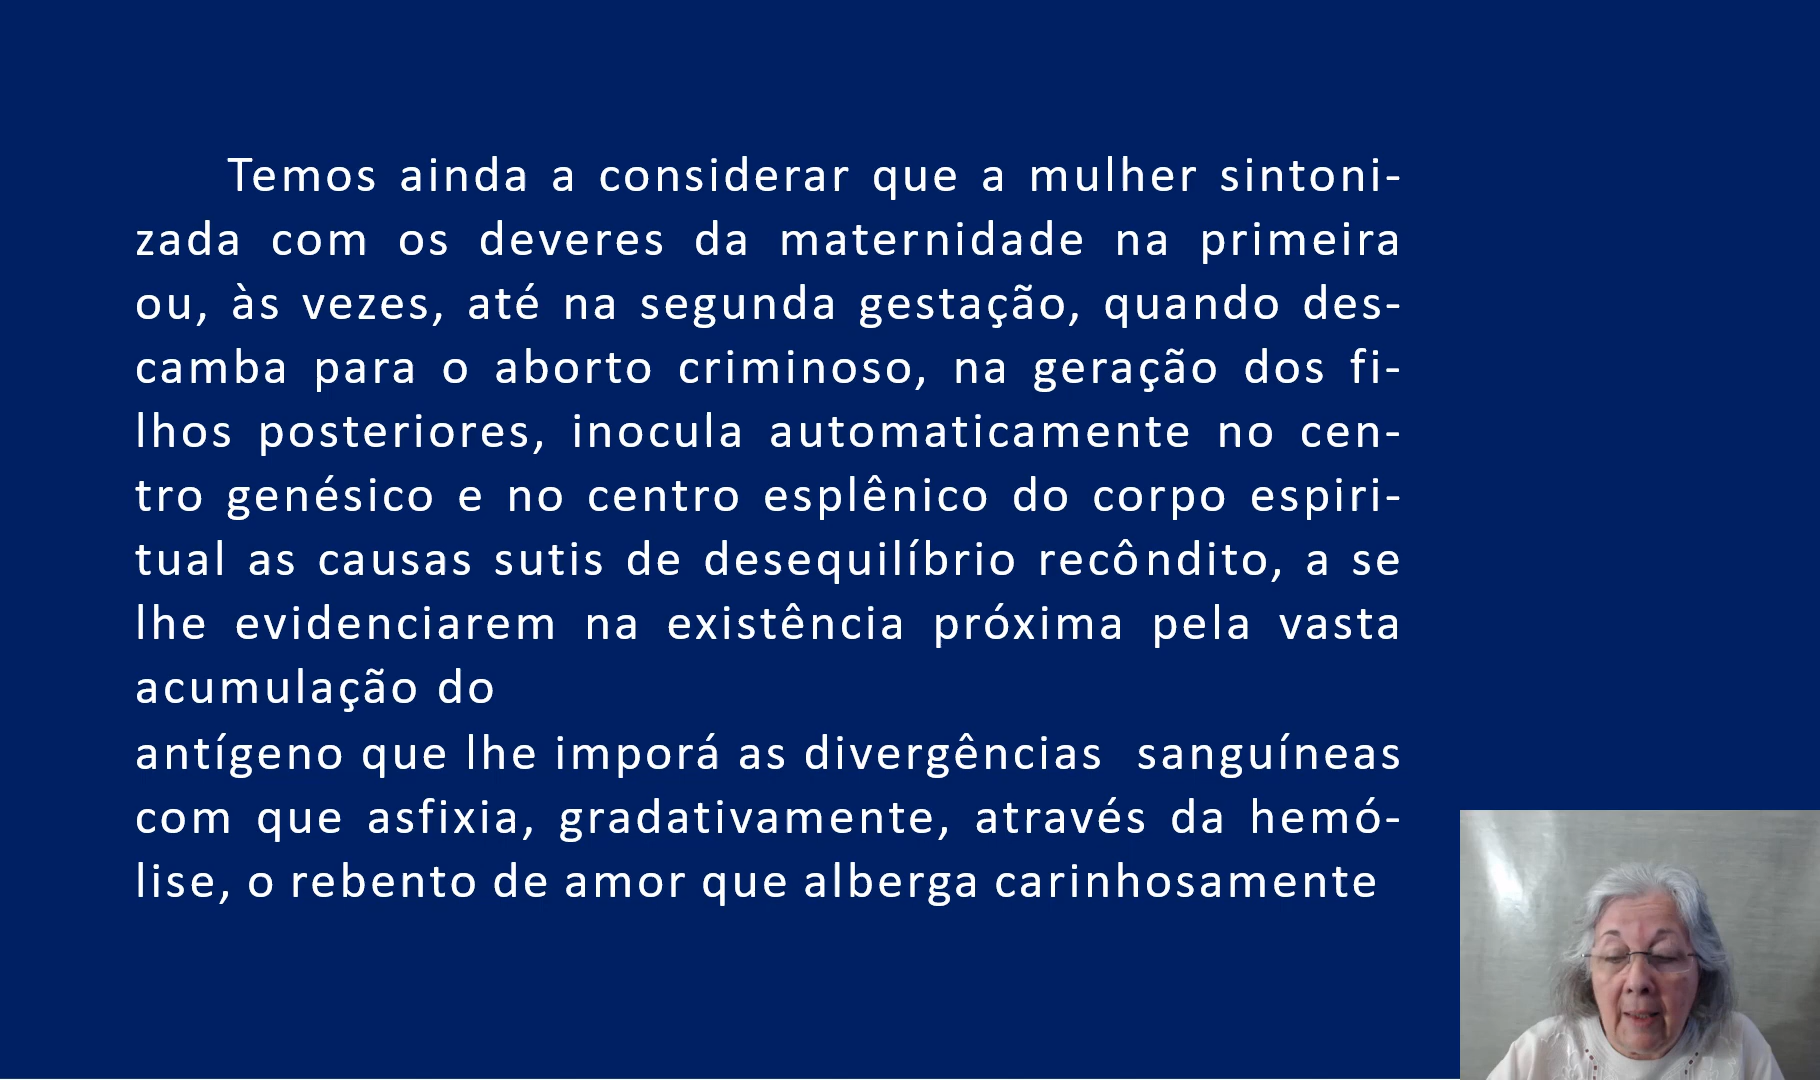 Temos ainda a considerar que a mulher sintoni-
zada com os deveres da maternidade na primeira
ou, às vezes, até na segunda gestação, quando des-
camba para o aborto criminoso, na geração dos fi-
lhos posteriores, inocula automaticamente no cen-
tro genésico e no centro esplênico do corpo espiri-
tual as causas sutis de desequilíbrio recôndito, a se
lhe evidenciarem na existência próxima pela vasta
acumulação do
antígeno que lhe imporá as divergências sanguíneas
com que asfixia, gradativamente, através da hemó-
lise, o rebento de amor que alberga carinhosamente